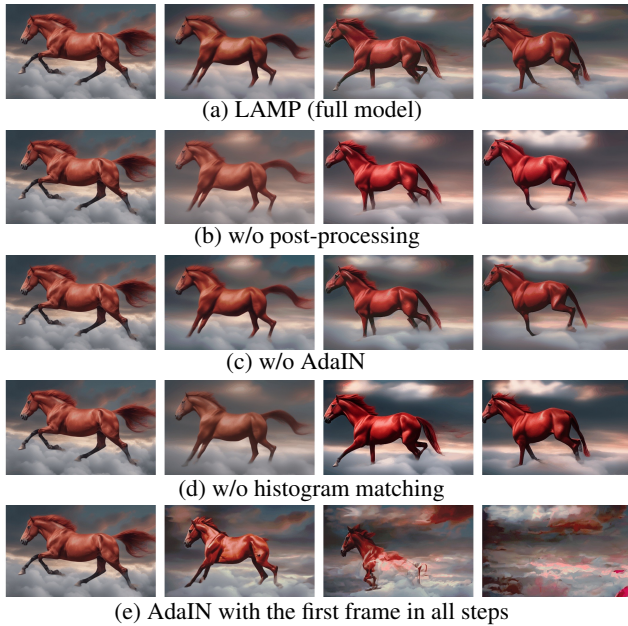 (a) LAMP (full model)
(b) w/o post-processing
(c) w/o AdaIN
(d) w/o histogram matching
(e) AdaIN with the first frame in all steps